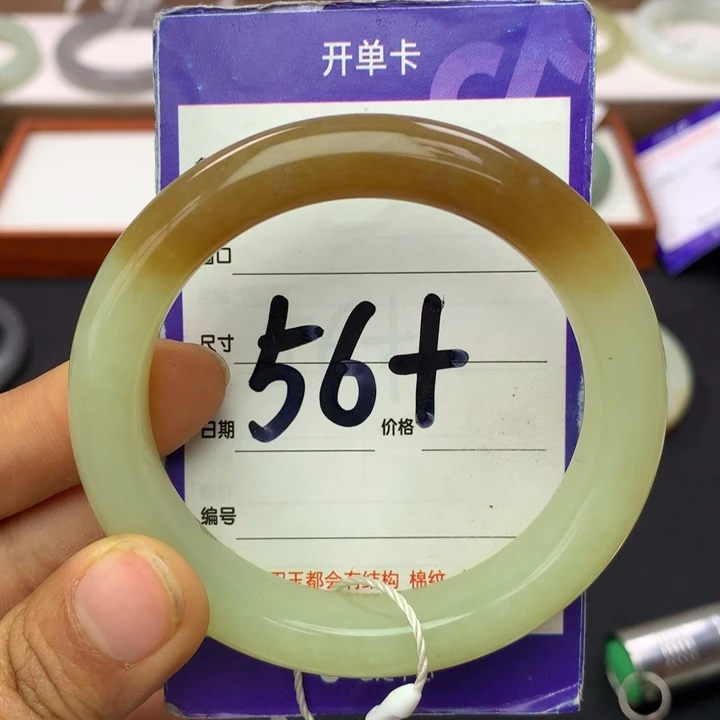 开单卡
口
尺寸 56+
日期 价格
编号
玉都会有结构 棉纹